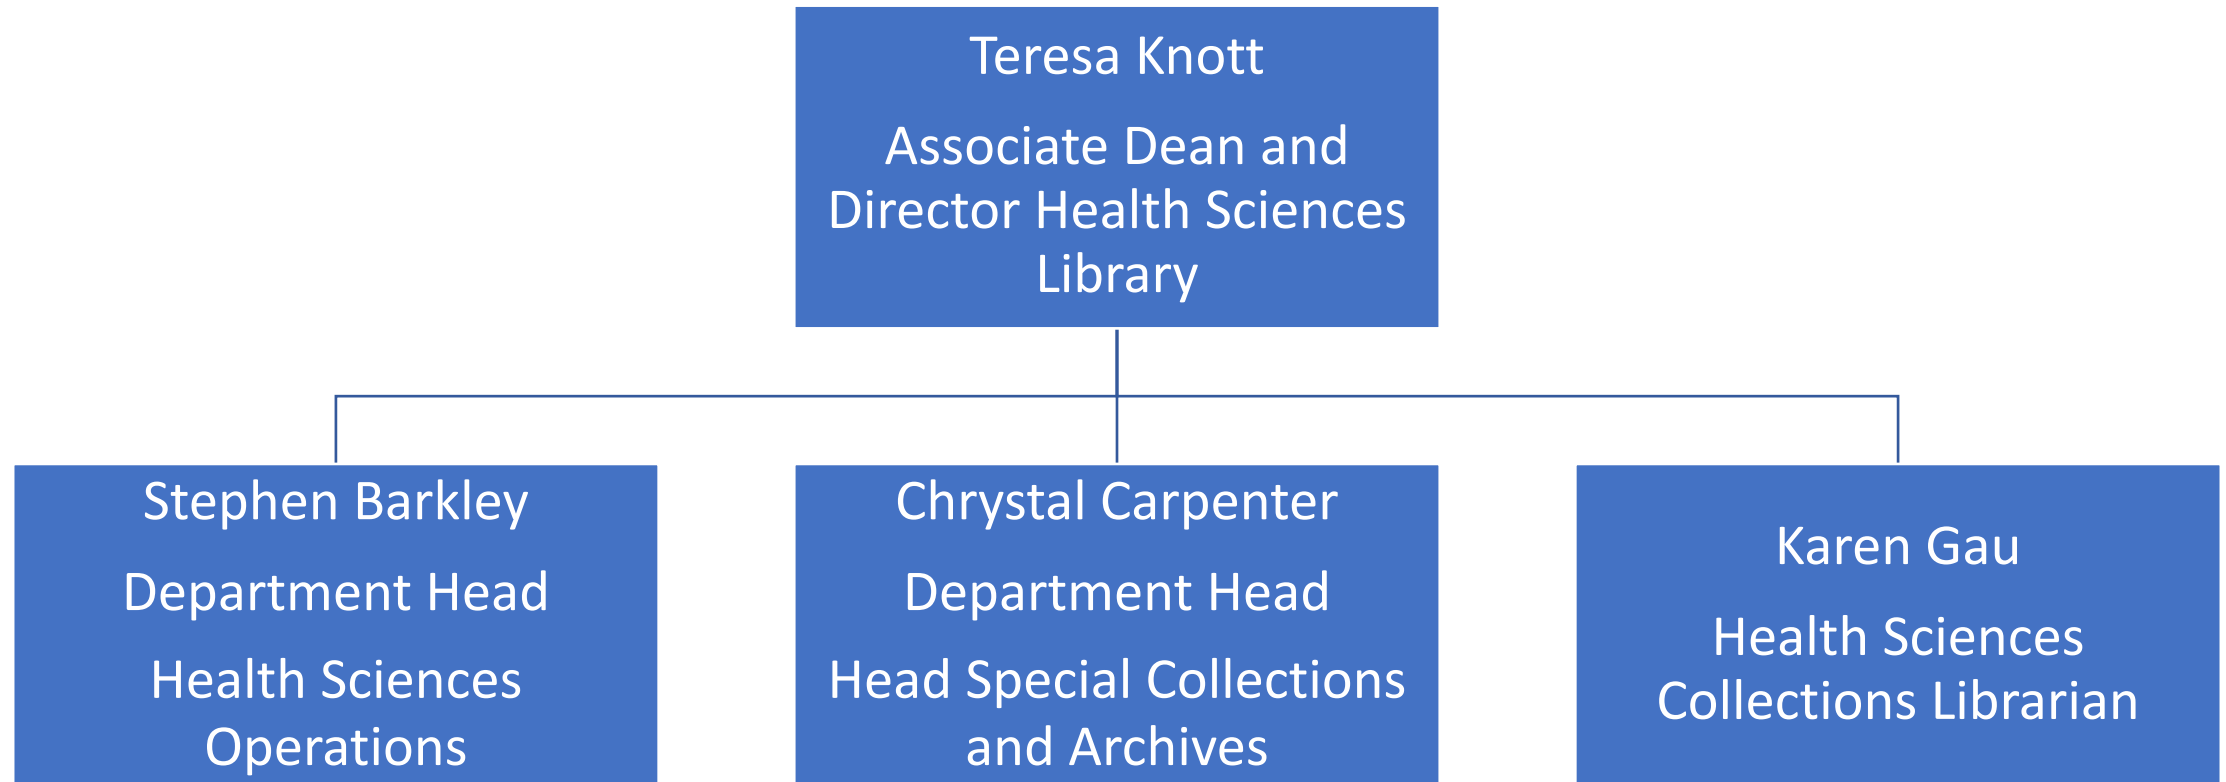 Teresa Knott
Associate Dean and
Director Health Sciences
Library
Stephen Barkley
Department Head
Health Sciences
Operations
Chrystal Carpenter
Department Head
Head Special Collections
and Archives
Karen Gau
Health Sciences
Collections Librarian